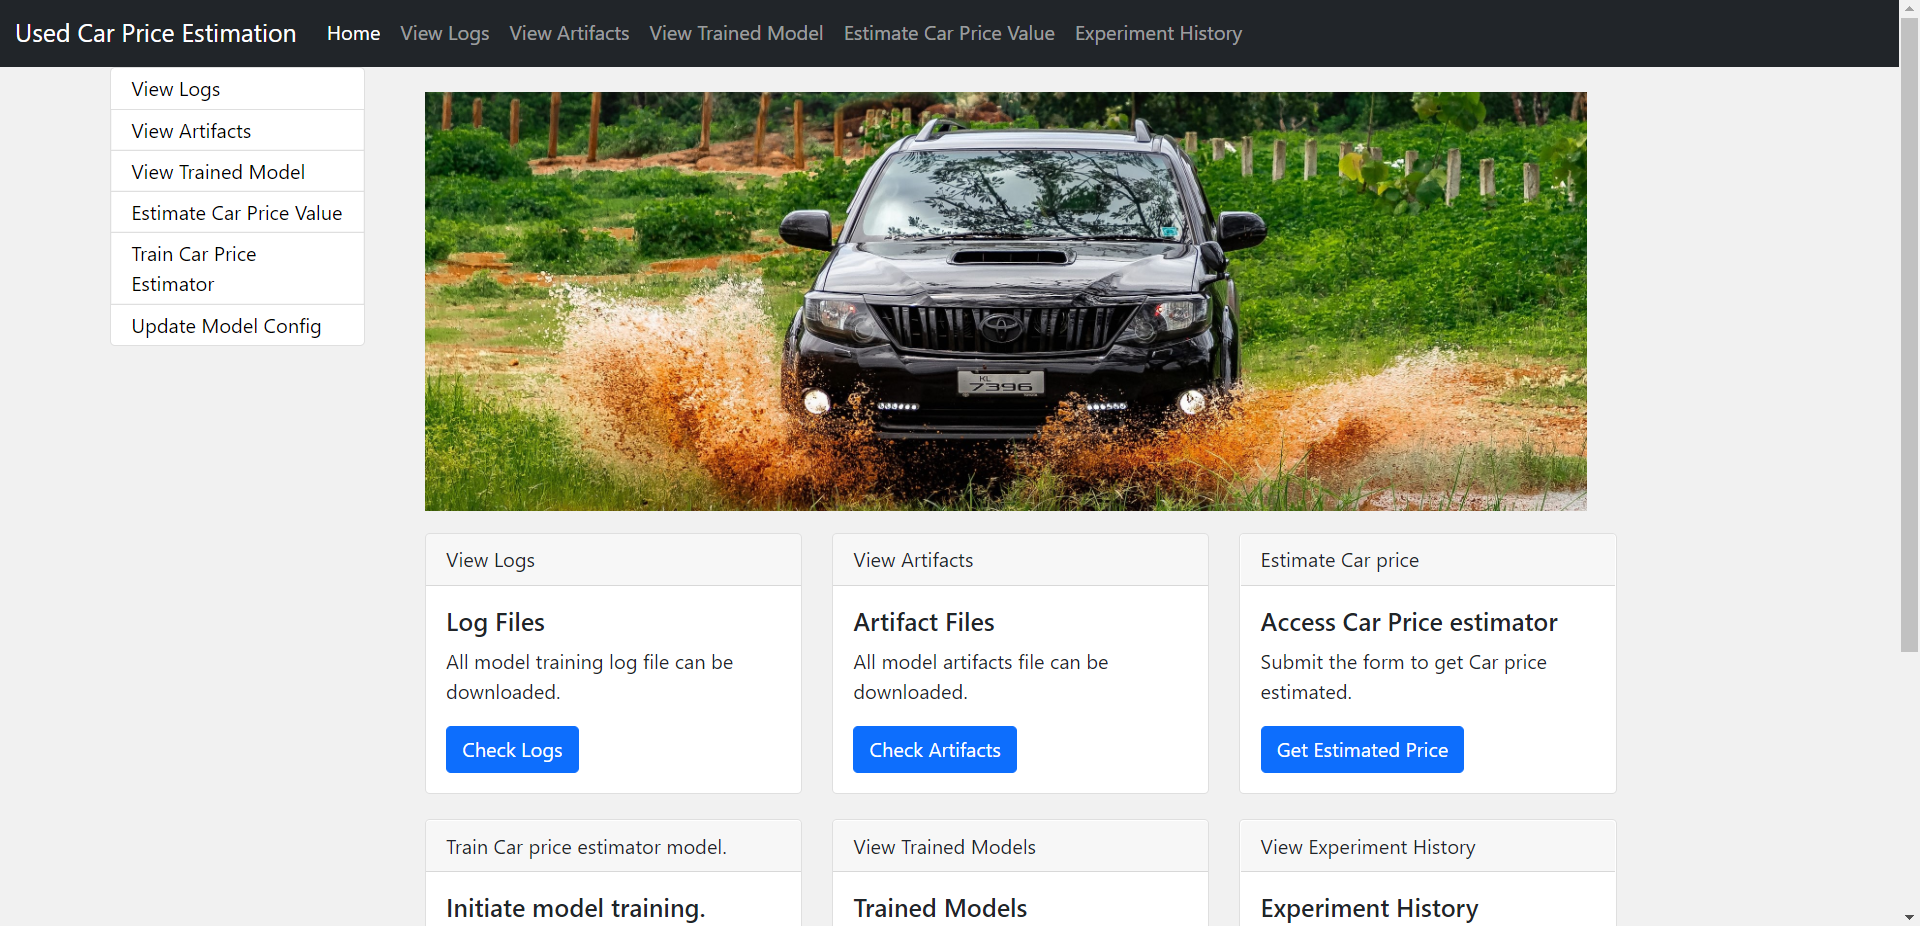 Used Car Price Estimation Home View Logs View Artifacts View Trained Model Estimate Car Price Value Experiment History
View Logs
View Artifacts
View Trained Model
Estimate Car Price Value
Train Car Price
Estimator
Update Model Config
KL
7396
View Logs
Log Files
All model training log file can be
downloaded.
Check Logs
View Artifacts
Artifact Files
All model artifacts file can be
downloaded.
Check Artifacts
Estimate Car price
Access Car Price estimator
Submit the form to get Car price
estimated.
Get Estimated Price
Train Car price estimator model.
Initiate model training.
View Trained Models
Trained Models
View Experiment History
Experiment History